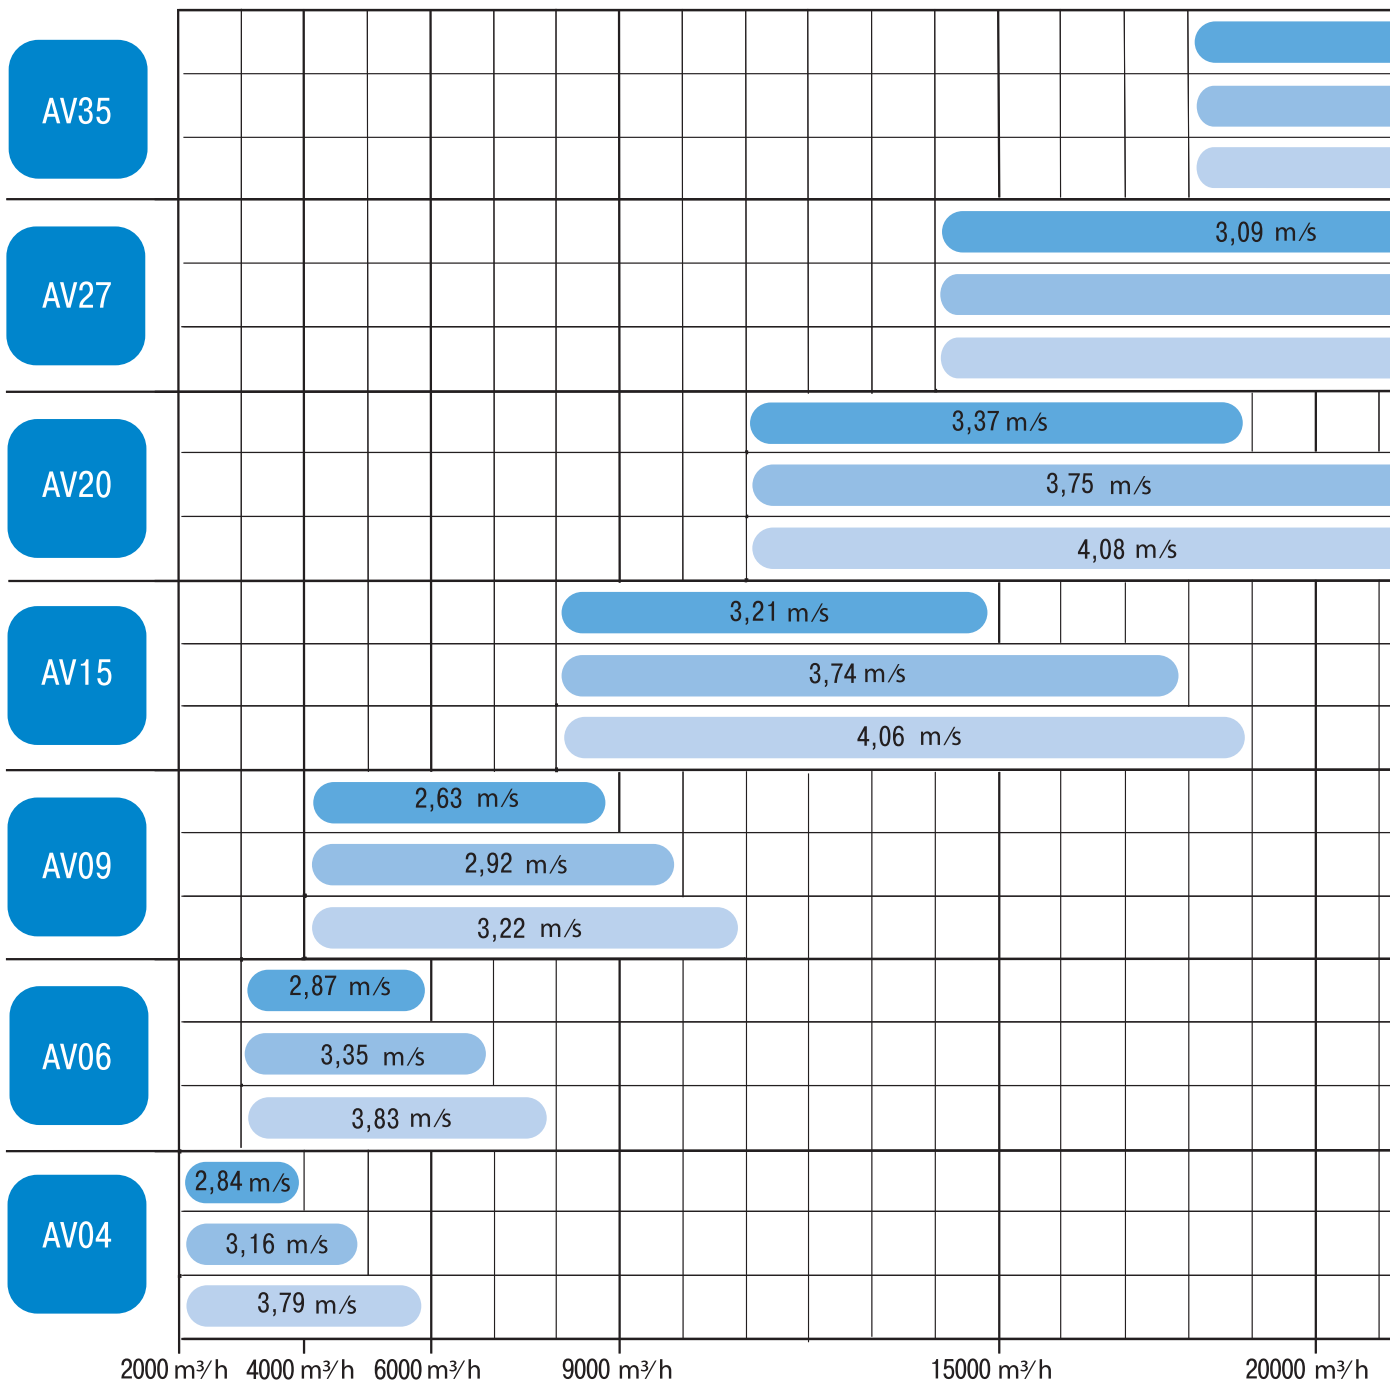 AV35
AV27
3,09 m/s
AV20
3,37 m/s
3,75 m/s
4,08 m/s
AV15
3,21 m/s
3,74 m/s
4,06 m/s
AV09
2,63 m/s
2,92 m/s
3,22 m/s
AV06
2,87 m/s
3,35 m/s
3,83 m/s
AV04
2,84 m/s
3,16 m/s
3,79 m/s
2000 m³/h 4000 m³/h 6000 m³/h 9000 m³/h 15000 m³/h 20000 m³/h